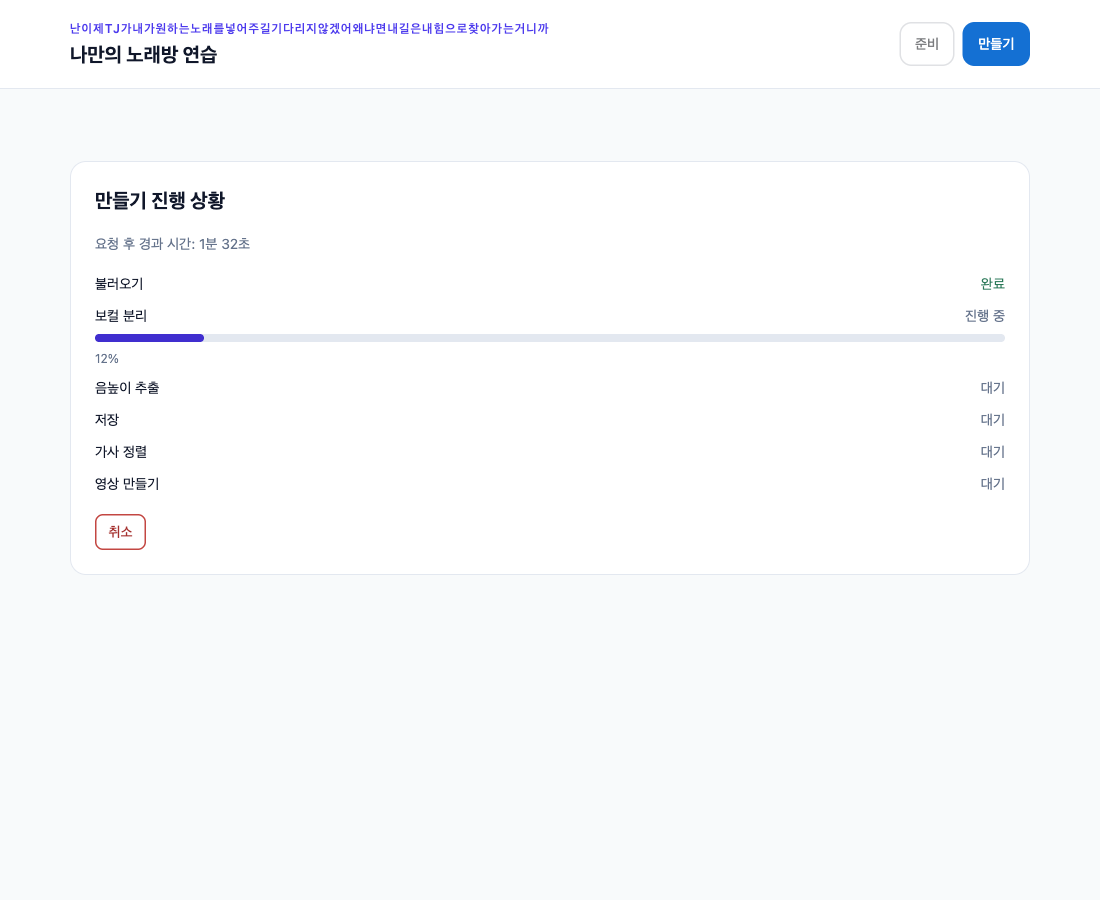 난이제TJ가내가원하는노래를넣어주길기다리지않겠어왜냐면내길은내힘으로찾아가는거니까
나만의 노래방 연습
준비
만들기
만들기 진행 상황
요청 후 경과 시간: 1분 32초
불러오기 완료
보컬 분리 진행 중
12%
음높이 추출 대기
저장 대기
가사 정렬 대기
영상 만들기 대기
취소